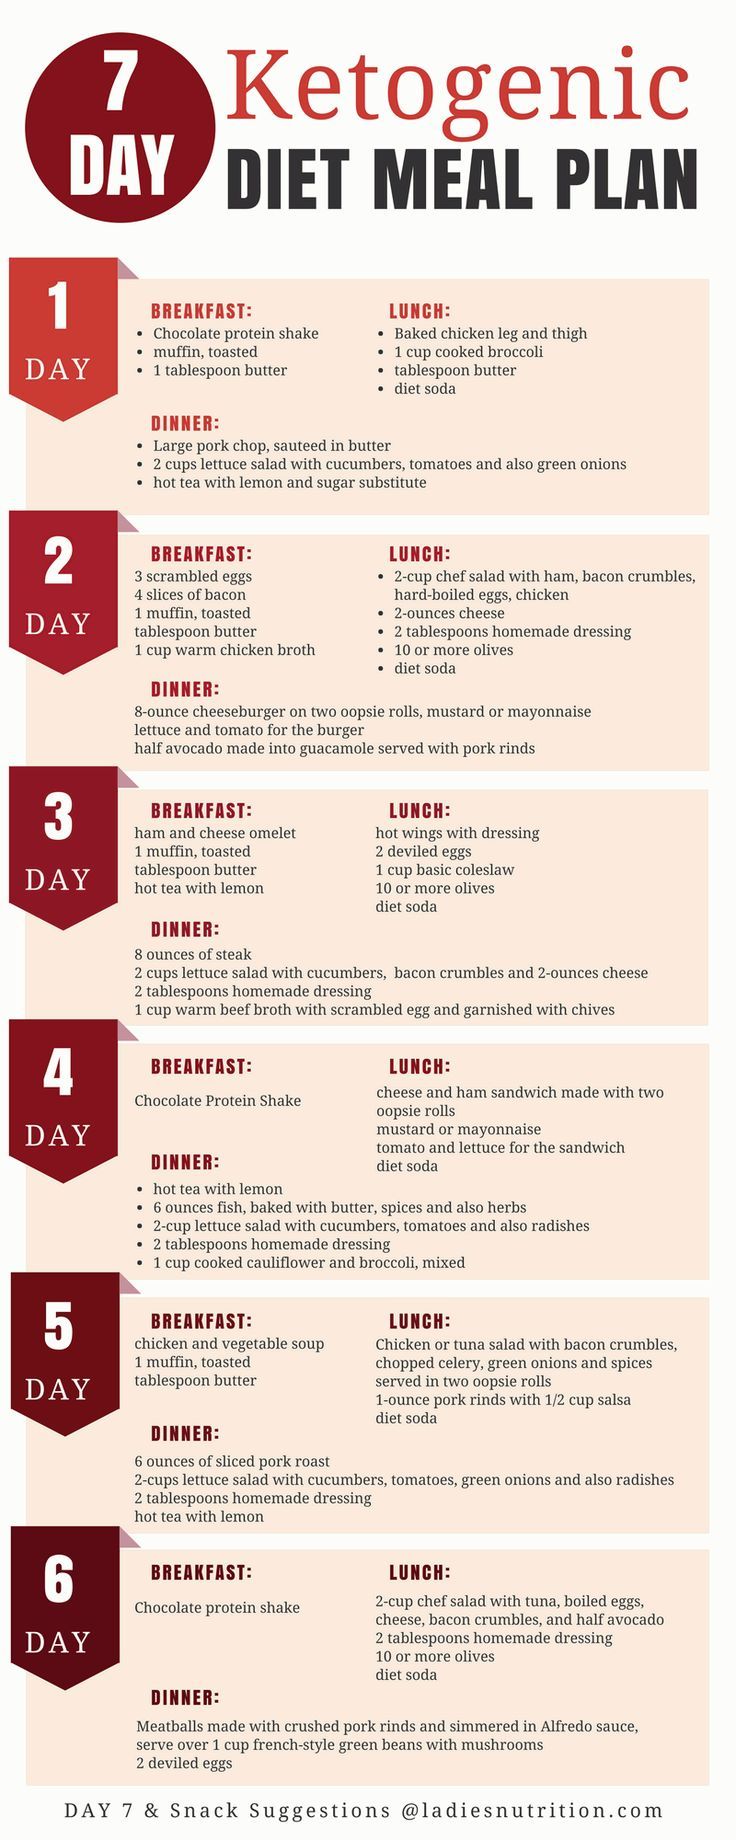 7
DAY
Ketogenic
DIET MEAL PLAN
1
DAY
BREAKFAST:
• Chocolate protein shake
• muffin, toasted
• 1 tablespoon butter
LUNCH:
• Baked chicken leg and thigh
• 1 cup cooked broccoli
• tablespoon butter
• diet soda
DINNER:
• Large pork chop, sauteed in butter
• 2 cups lettuce salad with cucumbers, tomatoes and also green onions
• hot tea with lemon and sugar substitute
2
DAY
BREAKFAST:
3 scrambled eggs
4 slices of bacon
1 muffin, toasted
tablespoon butter
1 cup warm chicken broth
LUNCH:
• 2-cup chef salad with ham, bacon crumbles,
hard-boiled eggs, chicken
• 2-ounces cheese
• 2 tablespoons homemade dressing
• 10 or more olives
• diet soda
DINNER:
8-ounce cheeseburger on two oopsie rolls, mustard or mayonnaise
lettuce and tomato for the burger
half avocado made into guacamole served with pork rinds
3
DAY
BREAKFAST:
ham and cheese omelet
1 muffin, toasted
tablespoon butter
hot tea with lemon
LUNCH:
hot wings with dressing
2 deviled eggs
1 cup basic coleslaw
10 or more olives
diet soda
DINNER:
8 ounces of steak
2 cups lettuce salad with cucumbers, bacon crumbles and 2-ounces cheese
2 tablespoons homemade dressing
1 cup warm beef broth with scrambled egg and garnished with chives
4
DAY
BREAKFAST:
Chocolate Protein Shake
LUNCH:
cheese and ham sandwich made with two
oopsie rolls
mustard or mayonnaise
tomato and lettuce for the sandwich
diet soda
DINNER:
• hot tea with lemon
• 6 ounces fish, baked with butter, spices and also herbs
• 2-cup lettuce salad with cucumbers, tomatoes and also radishes
• 2 tablespoons homemade dressing
• 1 cup cooked cauliflower and broccoli, mixed
5
DAY
BREAKFAST:
chicken and vegetable soup
1 muffin, toasted
tablespoon butter
LUNCH:
Chicken or tuna salad with bacon crumbles,
chopped celery, green onions and spices
served in two oopsie rolls
1-ounce pork rinds with 1/2 cup salsa
diet soda
DINNER:
6 ounces of sliced pork roast
2-cups lettuce salad with cucumbers, tomatoes, green onions and also radishes
2 tablespoons homemade dressing
hot tea with lemon
6
DAY
BREAKFAST:
Chocolate protein shake
LUNCH:
2-cup chef salad with tuna, boiled eggs,
cheese, bacon crumbles, and half avocado
2 tablespoons homemade dressing
10 or more olives
diet soda
DINNER:
Meatballs made with crushed pork rinds and simmered in Alfredo sauce,
serve over 1 cup french-style green beans with mushrooms
2 deviled eggs
DAY 7 & Snack Suggestions @ladiesnutrition.com